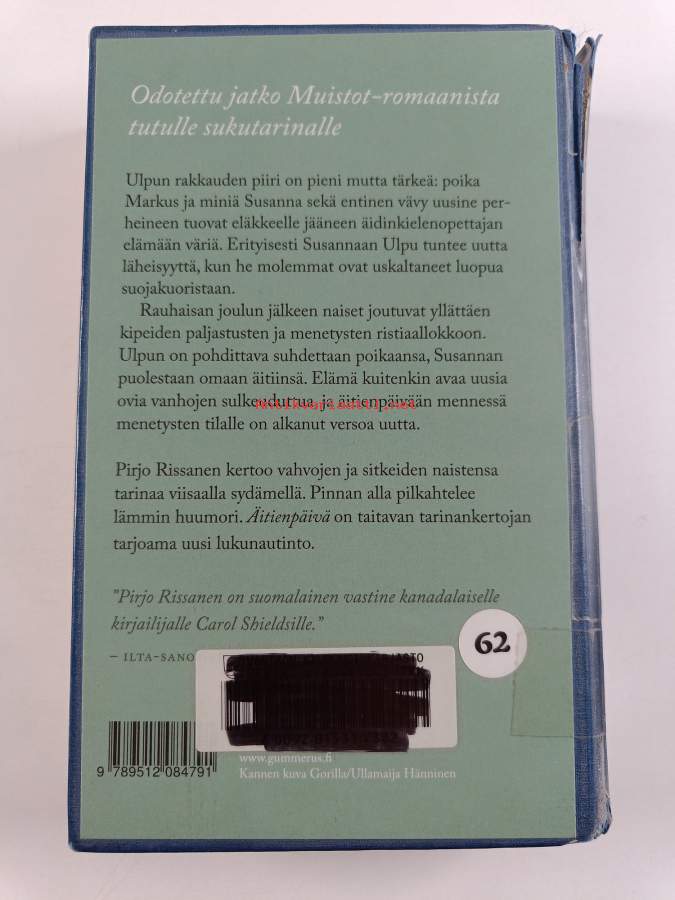 Odotettu jatko Muistot-romaanista
tutulle sukutarinalle
Ulpun rakkauden piiri on pieni mutta tärkeä: poika
Markus ja miniä Susanna sekä entinen vävy uusine per-
heineen tuovat eläkkeelle jääneen äidinkielenopettajan
elämään väriä. Erityisesti Susannaan Ulpu tuntee uutta
läheisyyttä, kun he molemmat ovat uskaltaneet luopua
suojakuoristaan.
Rauhaisan joulun jälkeen naiset joutuvat yllättäen
kipeiden paljastusten ja menetysten ristiaallokkoon.
Ulpun on pohdittava suhdettaan poikaansa, Susannan
puolestaan omaan äitiinsä. Elämä kuitenkin avaa uusia
ovia vanhojen sulkeuduttua ja äitienpäivään mennessä
Antikvariaatti.net
menetysten tilalle on alkanut versoa uutta.
Pirjo Rissanen kertoo vahvojen ja sitkeiden naistensa
tarinaa viisaalla sydämellä. Pinnan alla pilkahtelee
lämmin huumori. Äitienpäivä on taitavan tarinankertojan
tarjoama uusi lukunautinto.
"Pirjo Rissanen on suomalainen vastine kanadalaiselle
kirjailijalle Carol Shieldsille."
62
– ILTA-SANO
9 789512 084791
www.gummerus.fi
Kannen kuva Gorilla/Ullamaija Hänninen